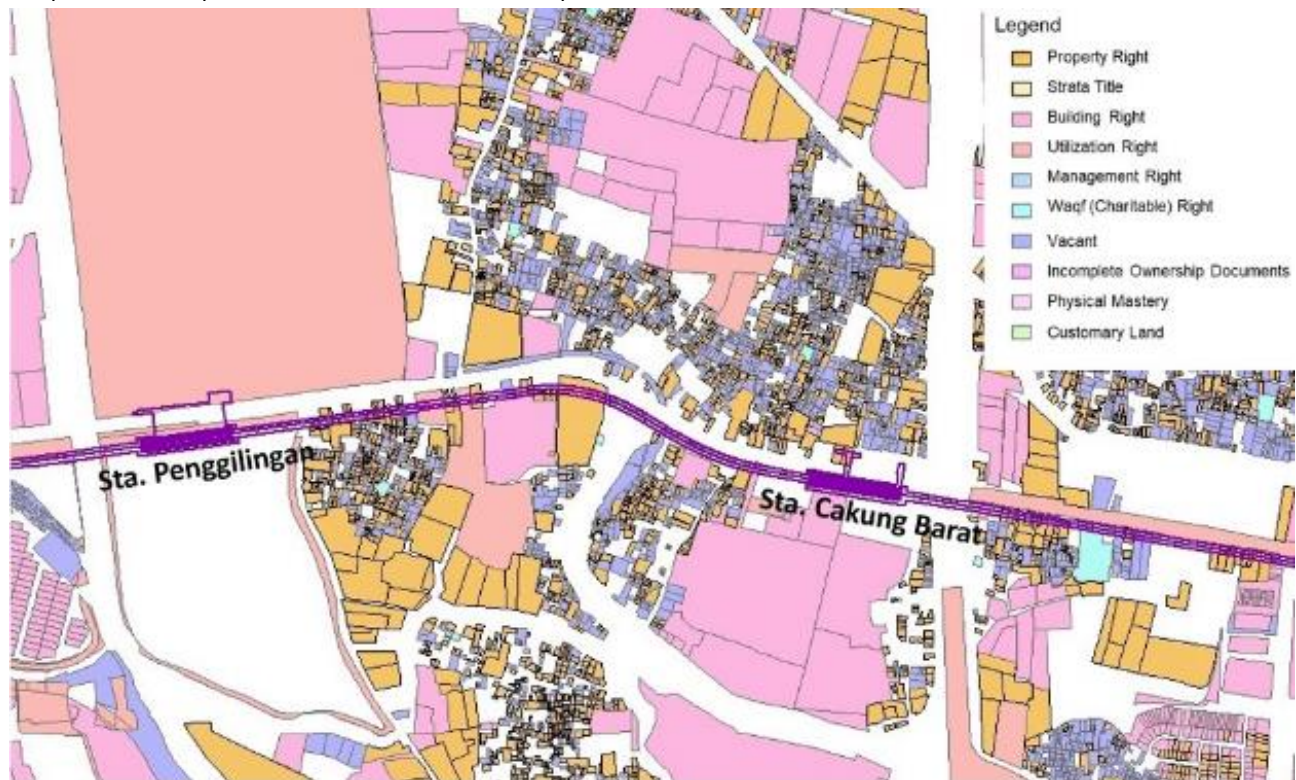 Legend
Property Right
Strata Title
Building Right
Utilization Right
Management Right
Waqf (Charitable) Right
Vacant
Incomplete Ownership Documents
Physical Mastery
Customary Land
Sta. Penggilingan
Sta. Cakung Barat